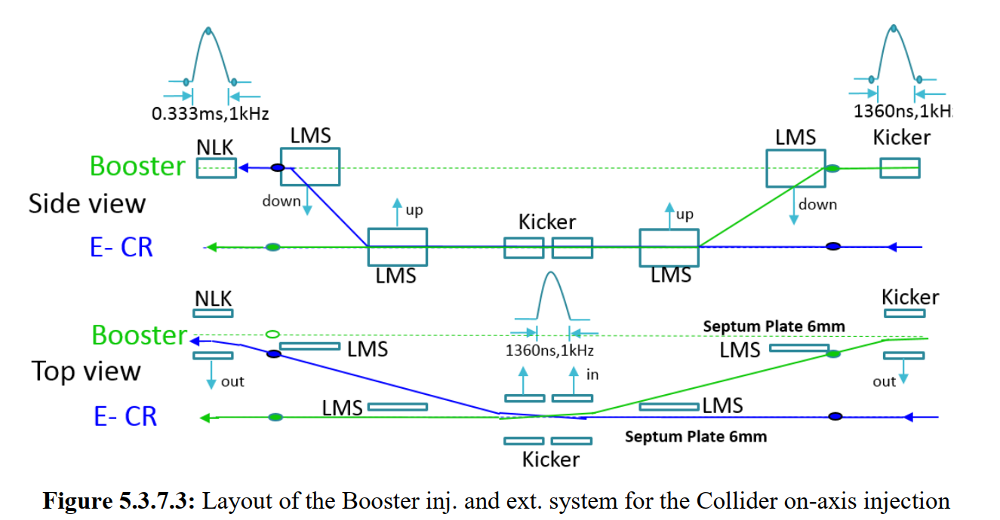 0.333ms,1kHz
1360ns,1kH
NLK
LMS
LMS
Kicker
Booster
Side view
down
up
Kicker
up
down
E- CR
LMS
LMS
NLK
Kicker
Booster
Septum Plate 6mm
LMS
1360ns,1kHz
LMS
Top view
out
in
out
E- CR
LMS
LMS
Septum Plate 6mm
Kicker
Figure 5.3.7.3: Layout of the Booster inj. and ext. system for the Collider on-axis injection